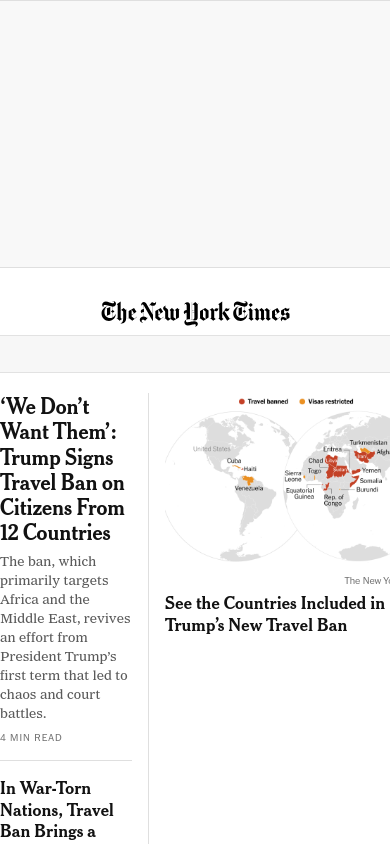 The New York Times
‘We Don’t
Want Them’:
Trump Signs
Travel Ban on
Citizens From
12 Countries
The ban, which
primarily targets
Africa and the
Middle East, revives
an effort from
President Trump’s
first term that led to
chaos and court
battles.
4 MIN READ
In War-Torn
Nations, Travel
Ban Brings a
Travel banned
Visas restricted
United States
Cuba
Haiti
Venezuela
Turkmenistan
Eritrea
Chad
Sierra
Leone
Togo
Yemen
Somalia
Burundi
Equatorial
Guinea
Rep. of
Congo
The New Yo
See the Countries Included in
Trump’s New Travel Ban